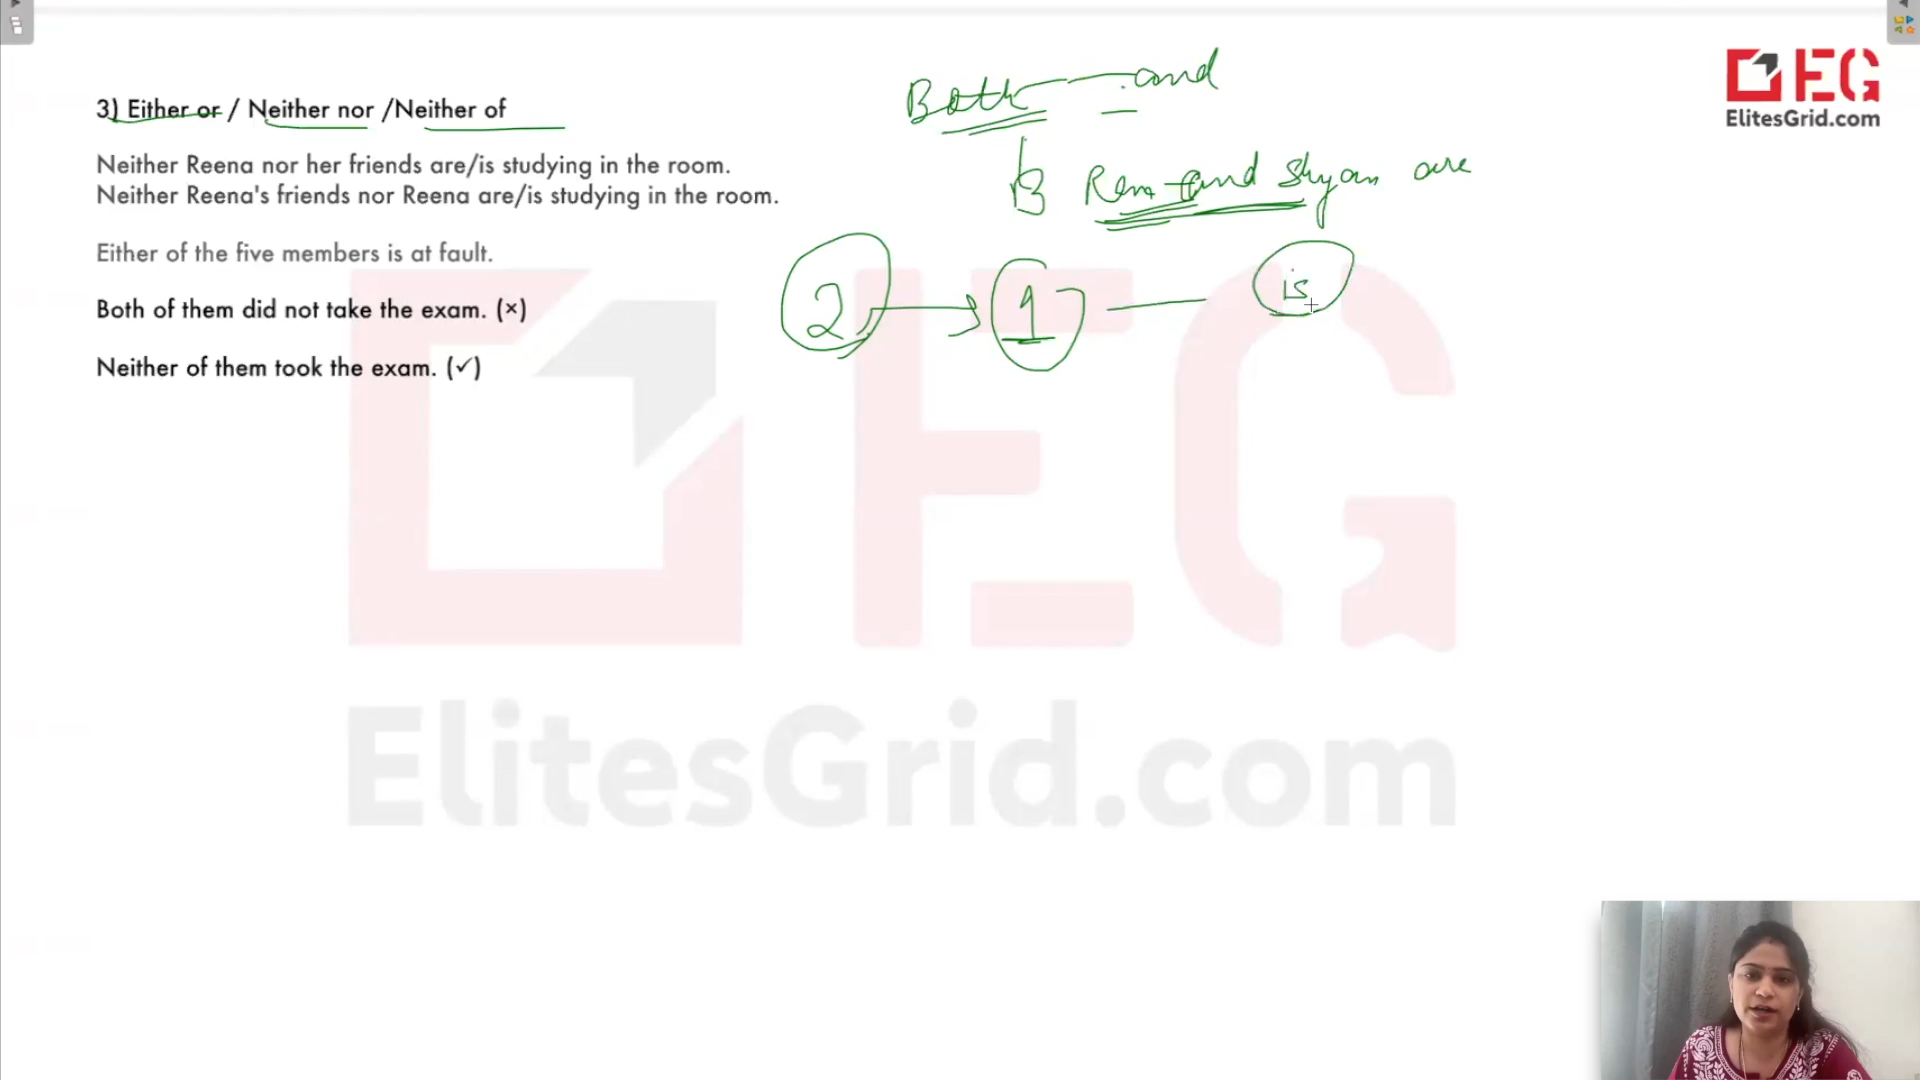 3) Either or / Neither nor /Neither of
Neither Reena nor her friends are/is studying in the room.
Neither Reena's friends nor Reena are/is studying in the room.
Either of the five members is at fault.
Both of them did not take the exam. (×)
Neither of them took the exam. (✓)
Both — and
and Shyam are
2 → 1 — is
EG
ElitesGrid.com
EG
ElitesGrid.com